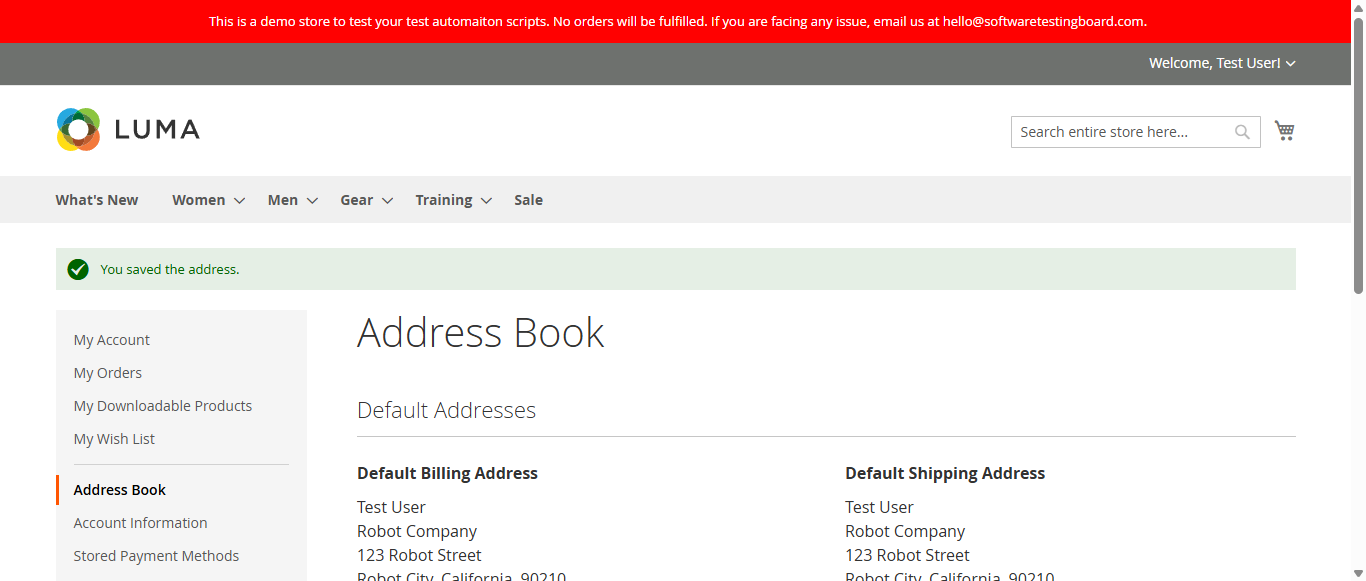 This is a demo store to test your test automaiton scripts. No orders will be fulfilled. If you are facing any issue, email us at hello@softwaretestingboard.com.
Welcome, Test User!
LUMA
Search entire store here...
What's New Women Men Gear Training Sale
You saved the address.
My Account
My Orders
My Downloadable Products
My Wish List
Address Book
Account Information
Stored Payment Methods
Address Book
Default Addresses
Default Billing Address
Test User
Robot Company
123 Robot Street
Robot City, California, 90210
Default Shipping Address
Test User
Robot Company
123 Robot Street
Robot City, California, 90210